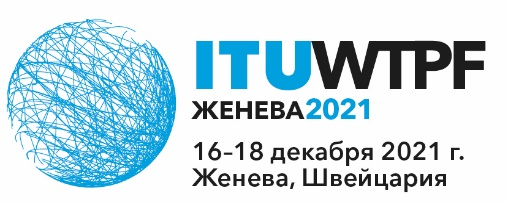 ITUWTPF
ЖЕНЕВА2021
16–18 декабря 2021 г.
Женева, Швейцария